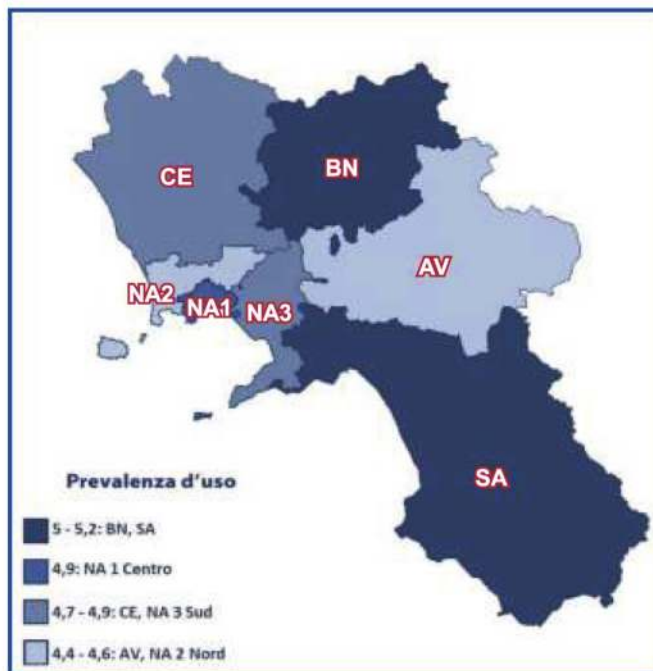 BN
CE
AV
NA2
NA1
NA3
SA
Prevalenza d'uso
5 - 5,2: BN, SA
4,9: NA 1 Centro
4,7 - 4,9: CE, NA 3 Sud
4,4 - 4,6: AV, NA 2 Nord